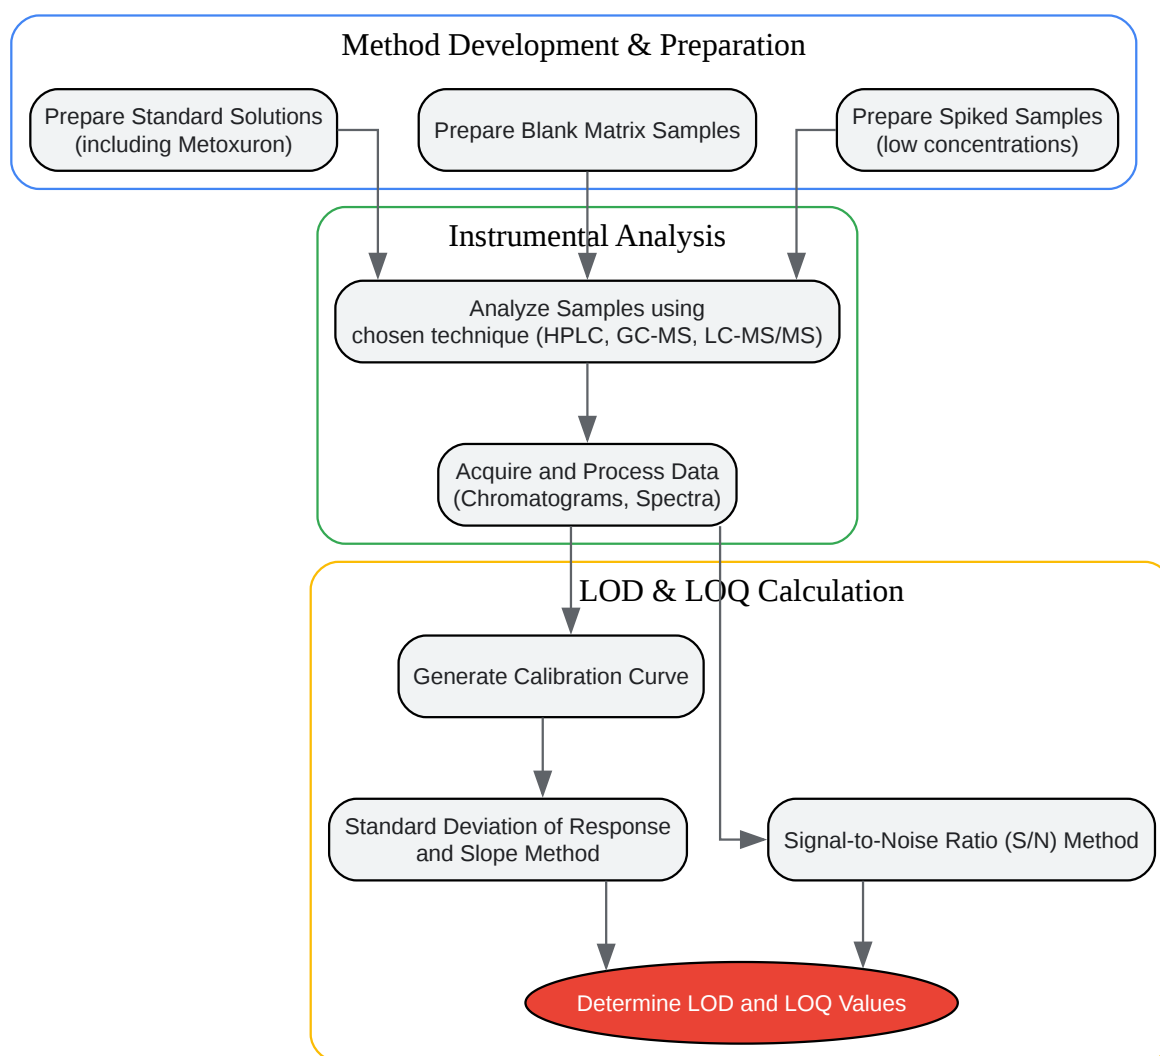 Method Development & Preparation
Prepare Standard Solutions
(including Metoxuron)
Prepare Blank Matrix Samples
Prepare Spiked Samples
(low concentrations)
Instrumental Analysis
Analyze Samples using
chosen technique (HPLC, GC-MS, LC-MS/MS)
Acquire and Process Data
(Chromatograms, Spectra)
LOD & LOQ Calculation
Generate Calibration Curve
Standard Deviation of Response
and Slope Method
Signal-to-Noise Ratio (S/N) Method
Determine LOD and LOQ Values